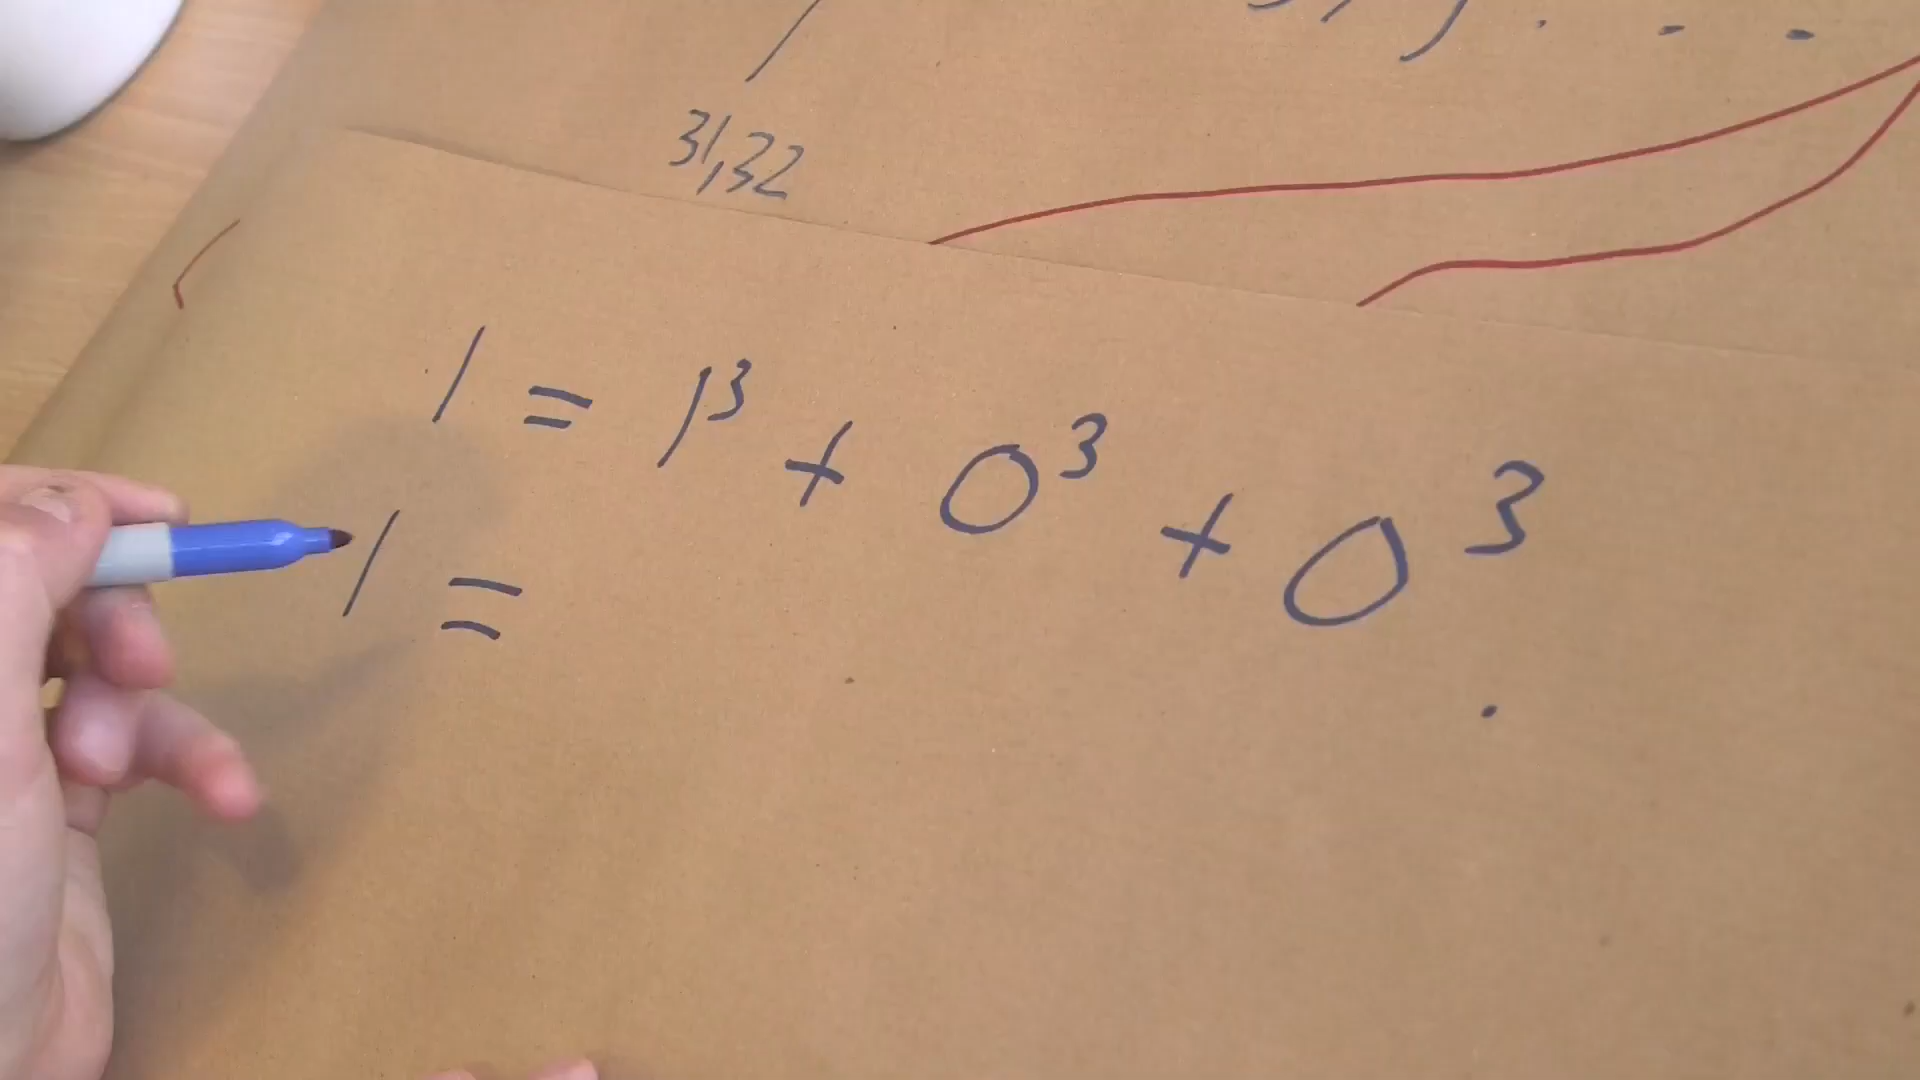 31,32
1 = 1³ + 0³ + 0³
1 =